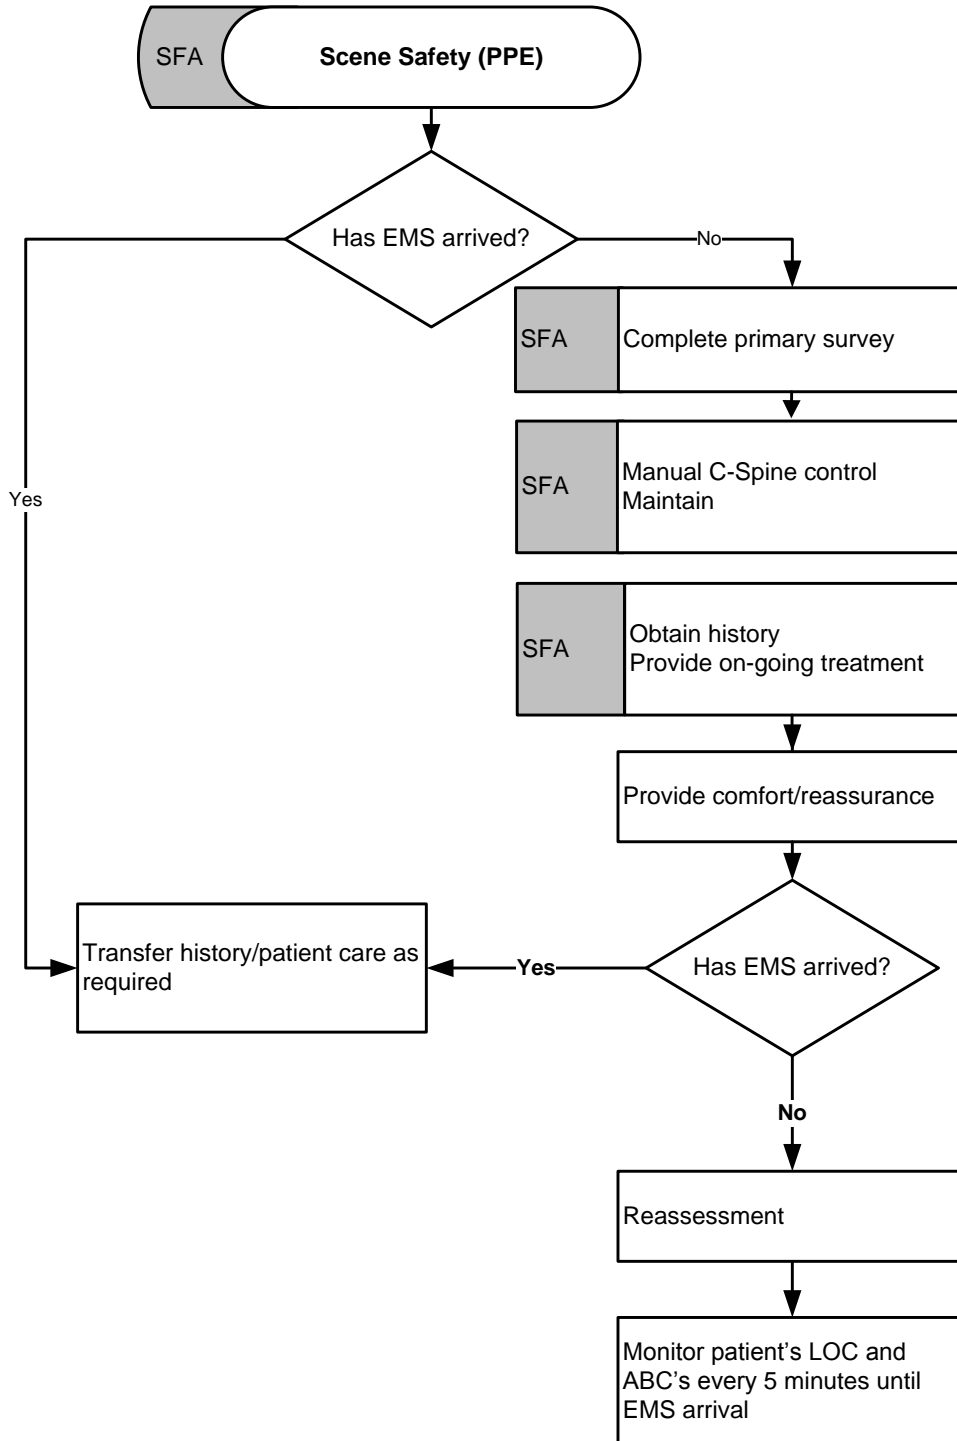 SFA
Scene Safety (PPE)
Has EMS arrived?
No
SFA
Complete primary survey
SFA
Manual C-Spine control
Maintain
Yes
SFA
Obtain history
Provide on-going treatment
Provide comfort/reassurance
Transfer history/patient care as
required
Yes
Has EMS arrived?
No
Reassessment
Monitor patient’s LOC and
ABC’s every 5 minutes until
EMS arrival